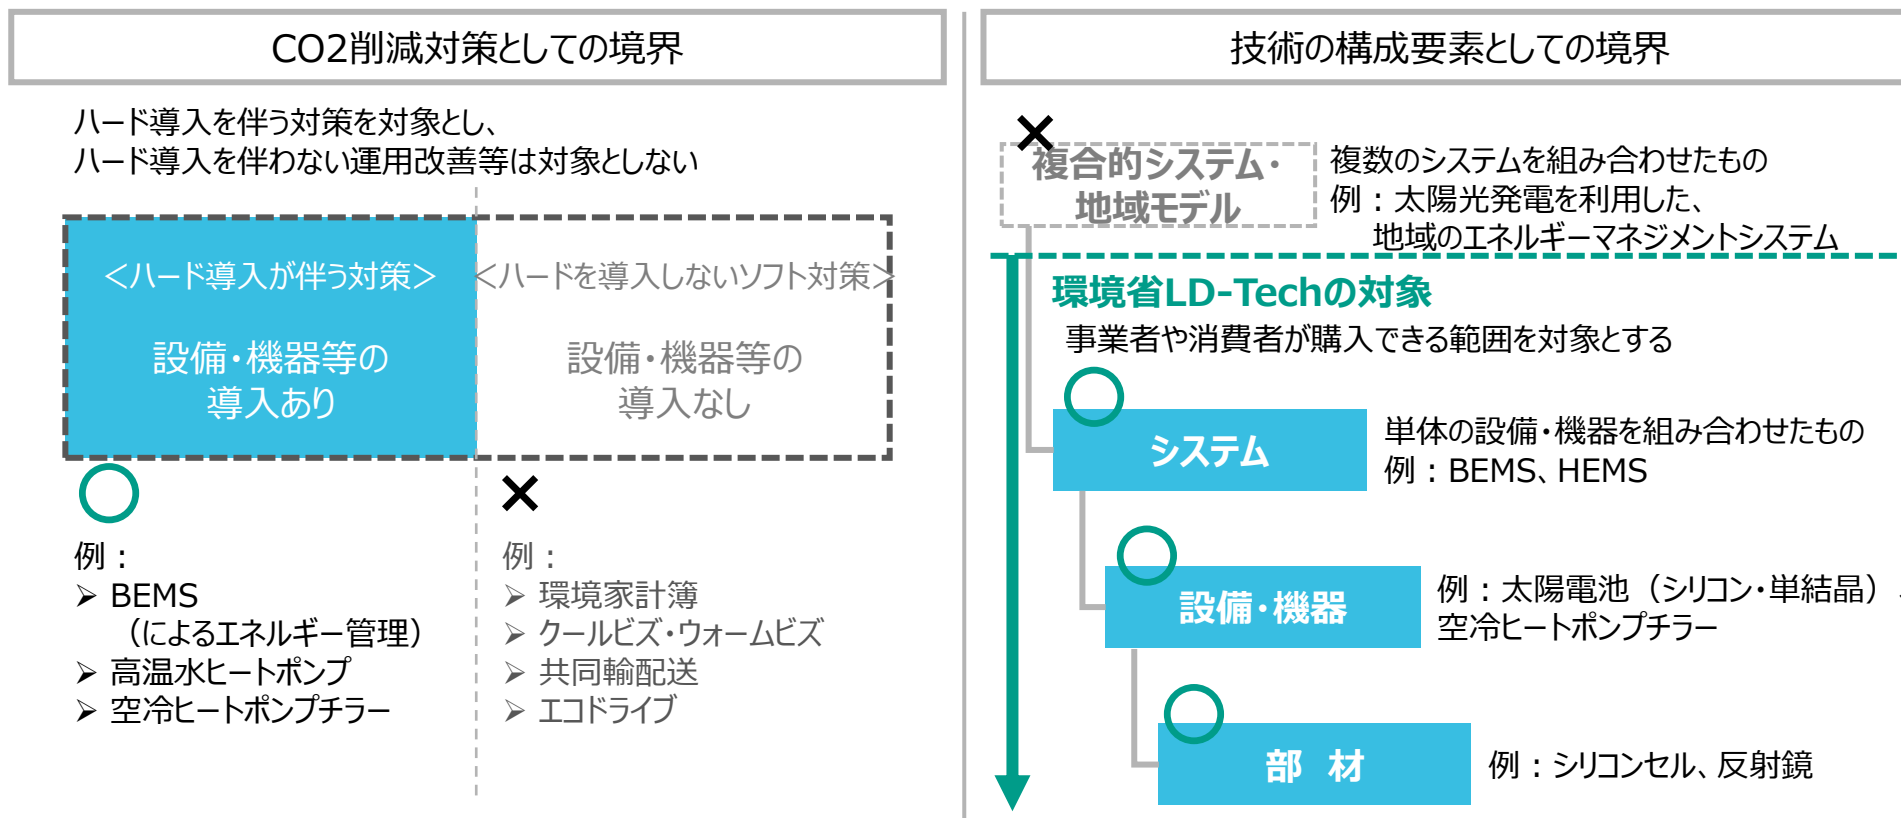 CO2削減対策としての境界
ハード導入を伴う対策を対象とし、
ハード導入を伴わない運用改善等は対象としない
＜ハード導入が伴う対策＞
設備・機器等の
導入あり
＜ハードを導入しないソフト対策＞
設備・機器等の
導入なし
例：
➢ BEMS
（によるエネルギー管理）
➢ 高温水ヒートポンプ
➢ 空冷ヒートポンプチラー
例：
➢ 環境家計簿
➢ クールビズ・ウォームビズ
➢ 共同輸配送
➢ エコドライブ
技術の構成要素としての境界
複合的システム・
地域モデル
複数のシステムを組み合わせたもの
例：太陽光発電を利用した、
地域のエネルギーマネジメントシステム
環境省LD-Techの対象
事業者や消費者が購入できる範囲を対象とする
システム
単体の設備・機器を組み合わせたもの
例：BEMS、HEMS
設備・機器
例：太陽電池（シリコン・単結晶）、
空冷ヒートポンプチラー
部 材
例：シリコンセル、反射鏡